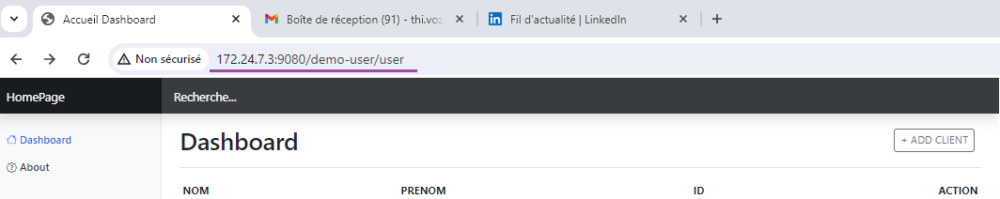 Accueil Dashboard
Boîte de réception (91) - thi.voz
Fil d'actualité | LinkedIn
Non sécurisé 172.24.7.3:9080/demo-user/user
HomePage
Recherche...
Dashboard
About
Dashboard
+ ADD CLIENT
NOM PRENOM ID ACTION